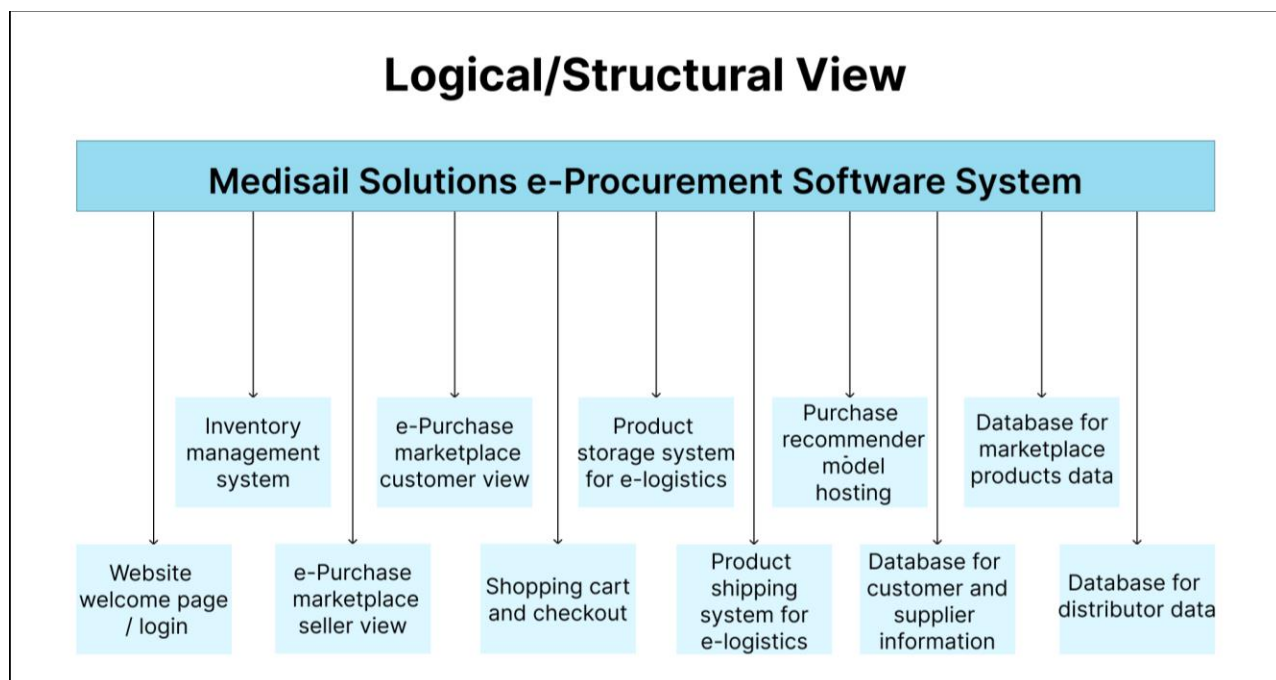 Logical/Structural View
Medisail Solutions e-Procurement Software System
Inventory
management
system
e-Purchase
marketplace
customer view
Product
storage system
for e-logistics
Purchase
recommender
model
hosting
Database for
marketplace
products data
Website
welcome page
/ login
e-Purchase
marketplace
seller view
Shopping cart
and checkout
Product
shipping
system for
e-logistics
Database for
customer and
supplier
information
Database for
distributor data